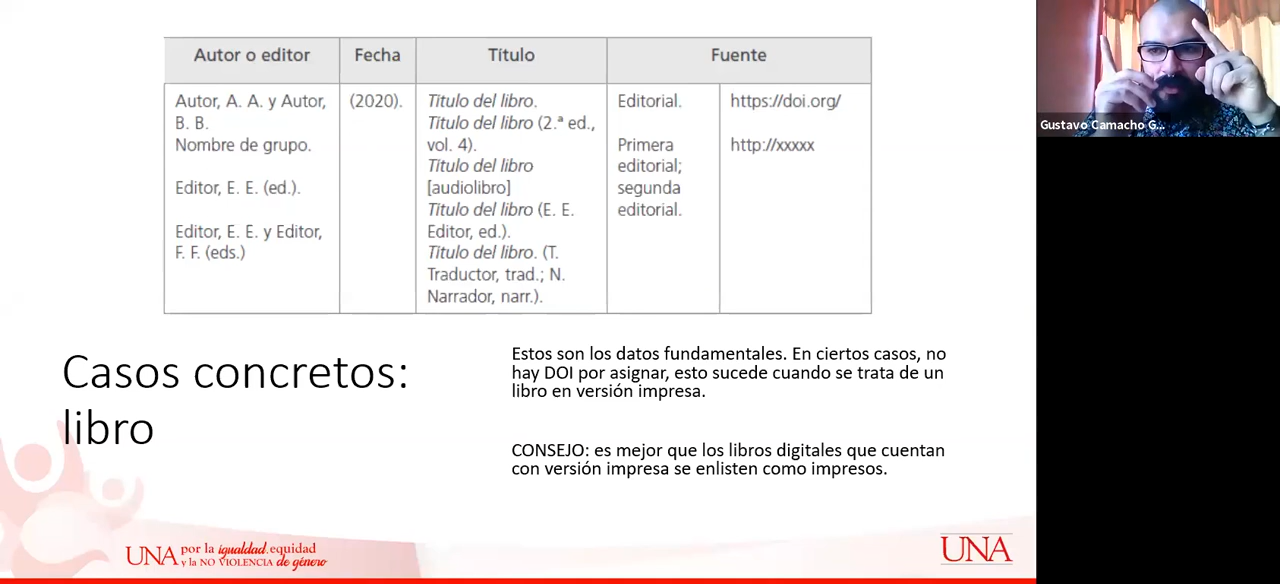 Autor o editor
Fecha
Título
Fuente
Autor, A. A. y Autor,
B. B.
Nombre de grupo.
Editor, E. E. (ed.).
Editor, E. E. y Editor,
F. F. (eds.)
(2020).
Título del libro.
Título del libro (2.ª ed.,
vol. 4).
Título del libro
[audiolibro]
Título del libro (E. E.
Editor, ed.).
Título del libro. (T.
Traductor, trad.; N.
Narrador, narr.).
Editorial.
Primera
editorial;
segunda
editorial.
https://doi.org/
http://xxxxx
Gustavo Camacho G...
Casos concretos:
libro
Estos son los datos fundamentales. En ciertos casos, no
hay DOI por asignar, esto sucede cuando se trata de un
libro en versión impresa.
CONSEJO: es mejor que los libros digitales que cuentan
con versión impresa se enlisten como impresos.
UNA por la igualdad, equidad
y la NO VIOLENCIA de género
UNA